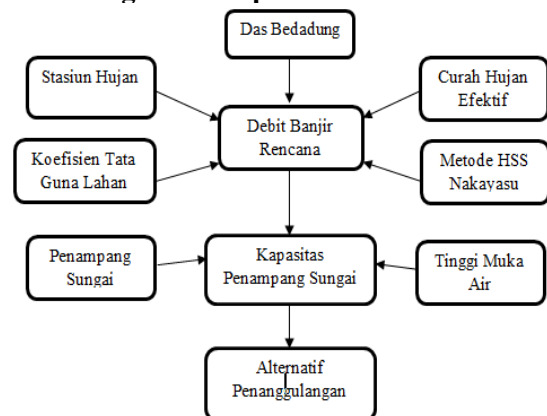 Das Bedadung
Stasiun Hujan
Curah Hujan
Efektif
Debit Banjir
Rencana
Koefisien Tata
Guna Lahan
Metode HSS
Nakayasu
Penampang
Sungai
Kapasitas
Penampang Sungai
Tinggi Muka
Air
Alternatif
Penanggulangan